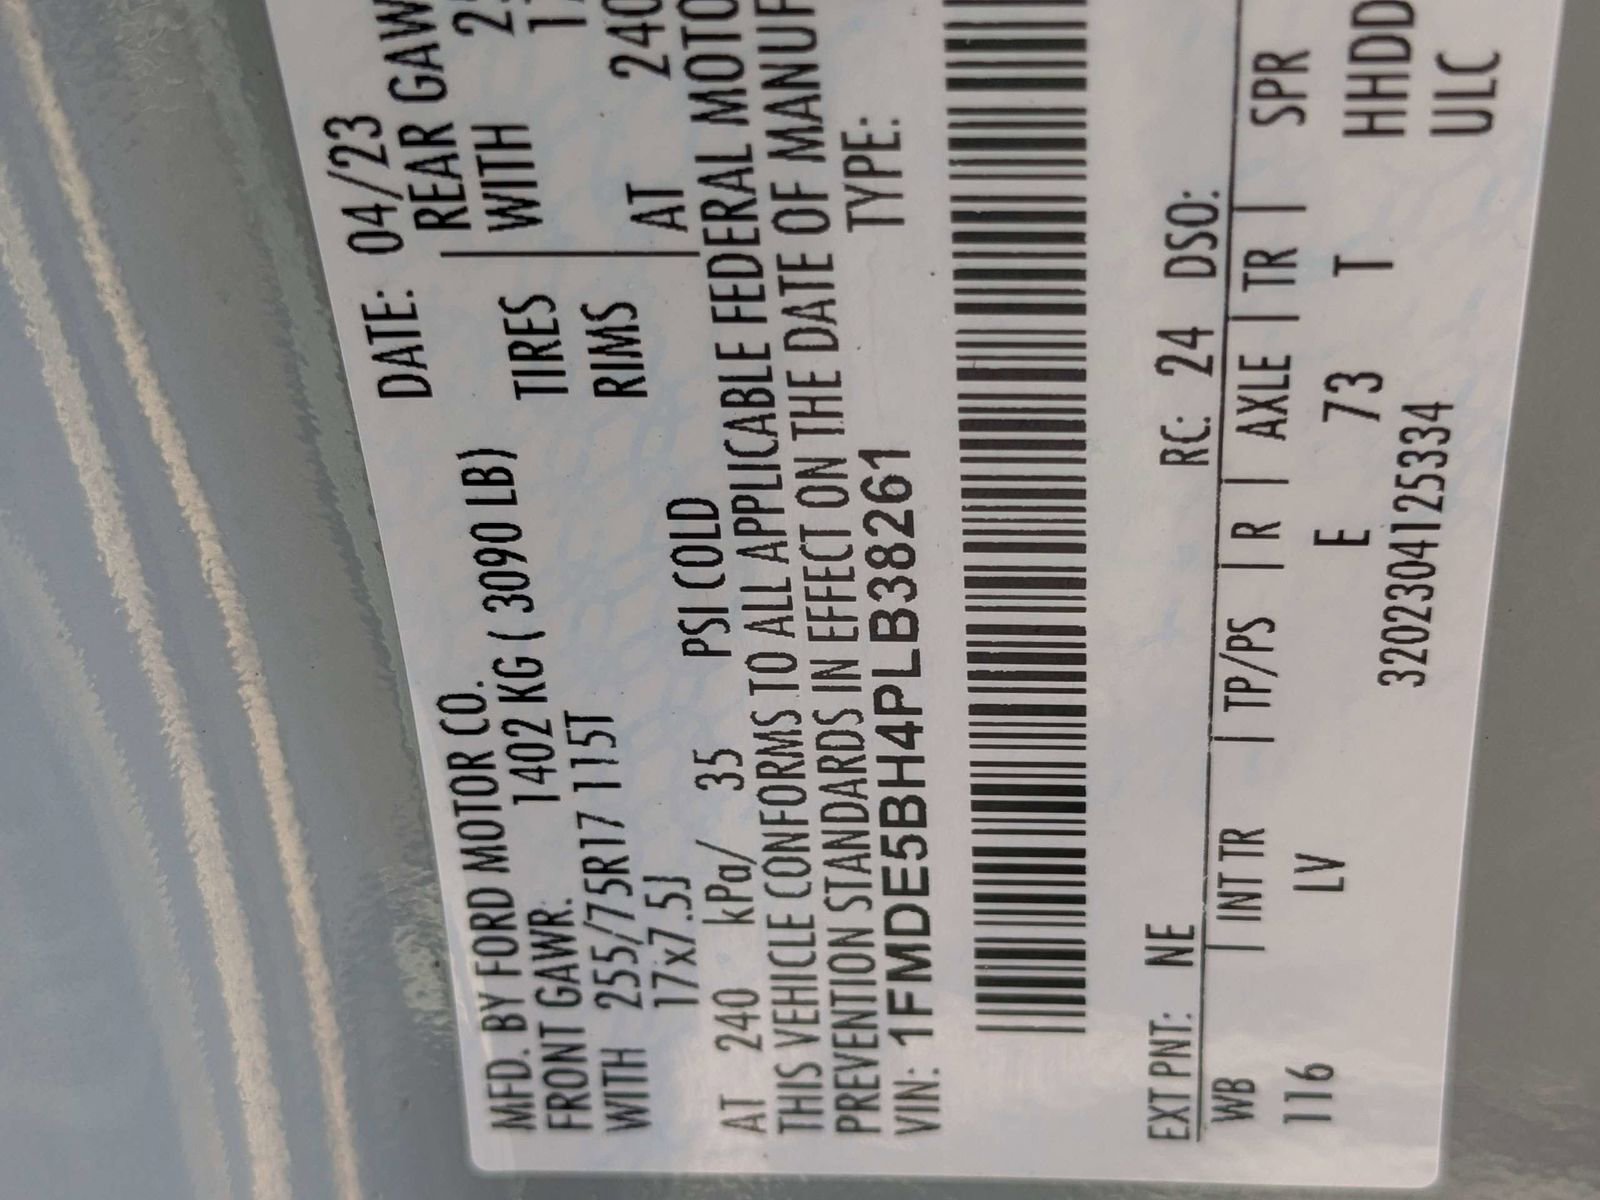 MFD. BY FORD MOTOR CO.
DATE: 04/23
FRONT GAWR: 1402 KG ( 3090 LB)
REAR GAW
WITH 255/75R17 115T TIRES
WITH
17x7.5J RIMS
AT 240 kPa/ 35 PSI COLD
AT 240
THIS VEHICLE CONFORMS TO ALL APPLICABLE FEDERAL MOTO
PREVENTION STANDARDS IN EFFECT ON THE DATE OF MANUF
VIN: 1FMDE5BH4PLB38261 TYPE:
EXT PNT: NE RC: 24 DSO:
WB | INT TR | TP/PS | R | AXLE | TR | SPR
116 LV E 73 T HHDD
320230412533​4 ULC